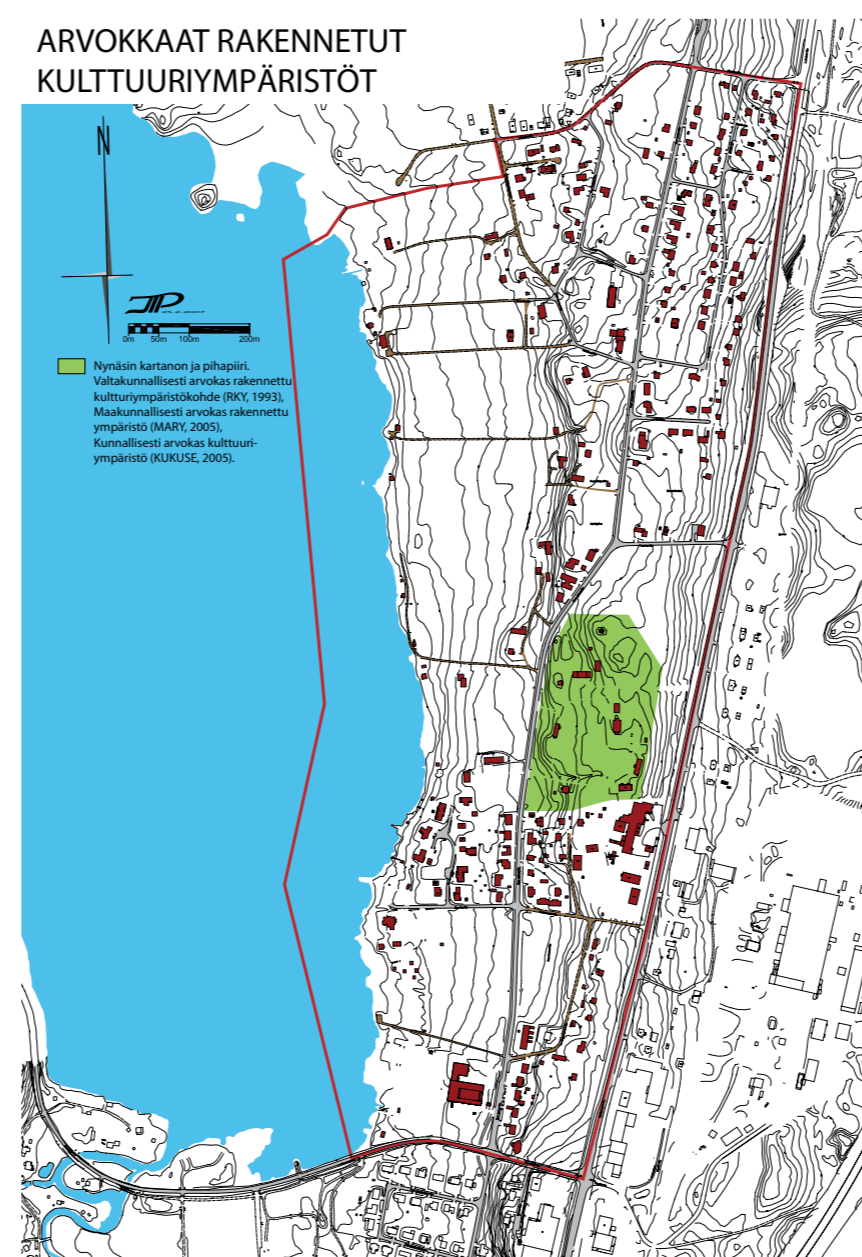 ARVOKKAAT RAKENNETUT
KULTTUURIYMPÄRISTÖT
N
0m 50m 100m 200m
Nynäsin kartanon ja pihapiiri.
Valtakunnallisesti arvokas rakennettu
kultturiympäristökohde (RKY, 1993),
Maakunnallisesti arvokas rakennettu
ympäristö (MARY, 2005),
Kunnallisesti arvokas kulttuuri-
ympäristö (KUKUSE, 2005).